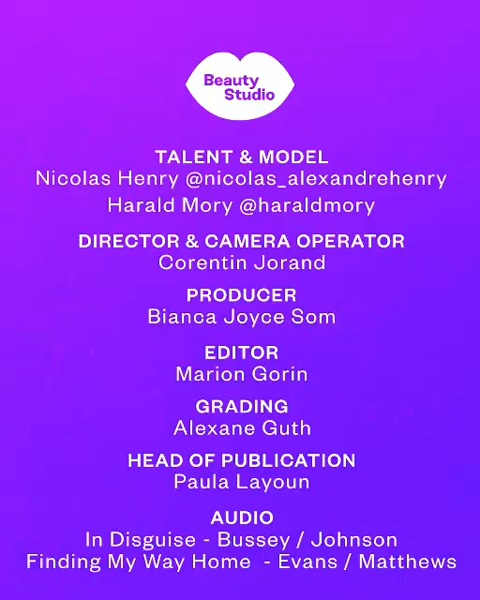 Beauty
Studio
TALENT & MODEL
Nicolas Henry @nicolas_alexandrehenry
Harald Mory @haraldmory
DIRECTOR & CAMERA OPERATOR
Corentin Jorand
PRODUCER
Bianca Joyce Som
EDITOR
Marion Gorin
GRADING
Alexane Guth
HEAD OF PUBLICATION
Paula Layoun
AUDIO
In Disguise - Bussey / Johnson
Finding My Way Home  - Evans / Matthews